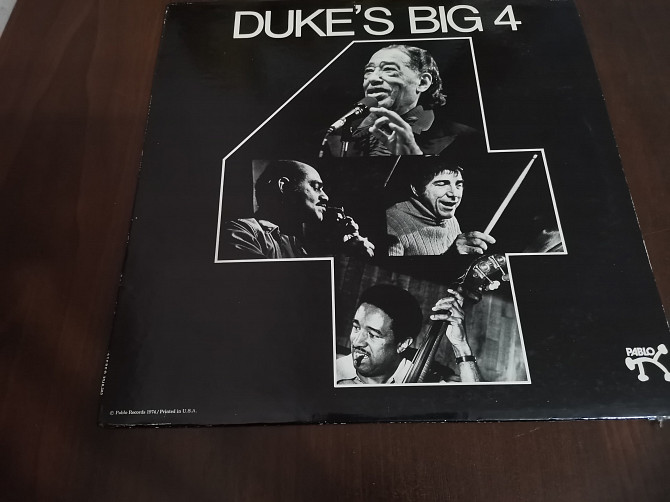 DUKE'S BIG 4
PABLO
© Pablo Records 1974/Printed in U.S.A.